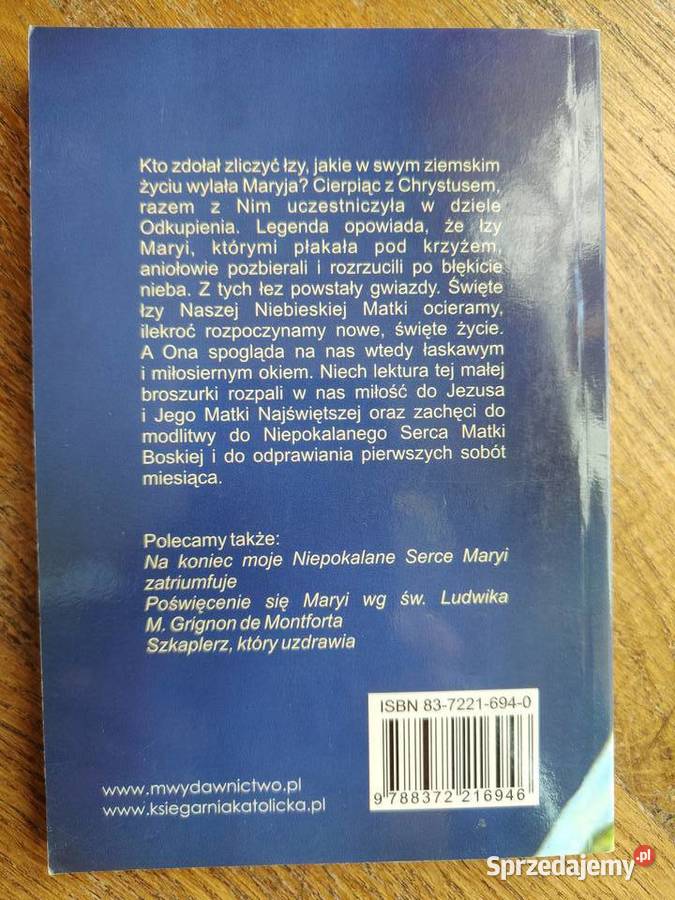 Kto zdołał zliczyć łzy, jakie w swym ziemskim
życiu wylała Maryja? Cierpiąc z Chrystusem,
razem z Nim uczestniczyła w dziele
Odkupienia. Legenda opowiada, że łzy
Maryi, którymi płakała pod krzyżem,
aniołowie pozbierali i rozrzucili po błękicie
nieba. Z tych łez powstały gwiazdy. Święte
łzy Naszej Niebieskiej Matki ocieramy,
ilekroć rozpoczynamy nowe, święte życie.
A Ona spogląda na nas wtedy łaskawym
i miłosiernym okiem. Niech lektura tej małej
broszurki rozpali w nas miłość do Jezusa
i Jego Matki Najświętszej oraz zachęci do
modlitwy do Niepokalanego Serca Matki
Boskiej i do odprawiania pierwszych sobót
miesiąca.
Polecamy także:
Na koniec moje Niepokalane Serce Maryi
zatriumfuje
Poświęcenie się Maryi wg św. Ludwika
M. Grignon de Montforta
Szkaplerz, który uzdrawia
ISBN 83-7221-694-0
9 788372 216946
www.mwydawnictwo.pl
www.ksiegarniakatolicka.pl
Sprzedajemy.pl